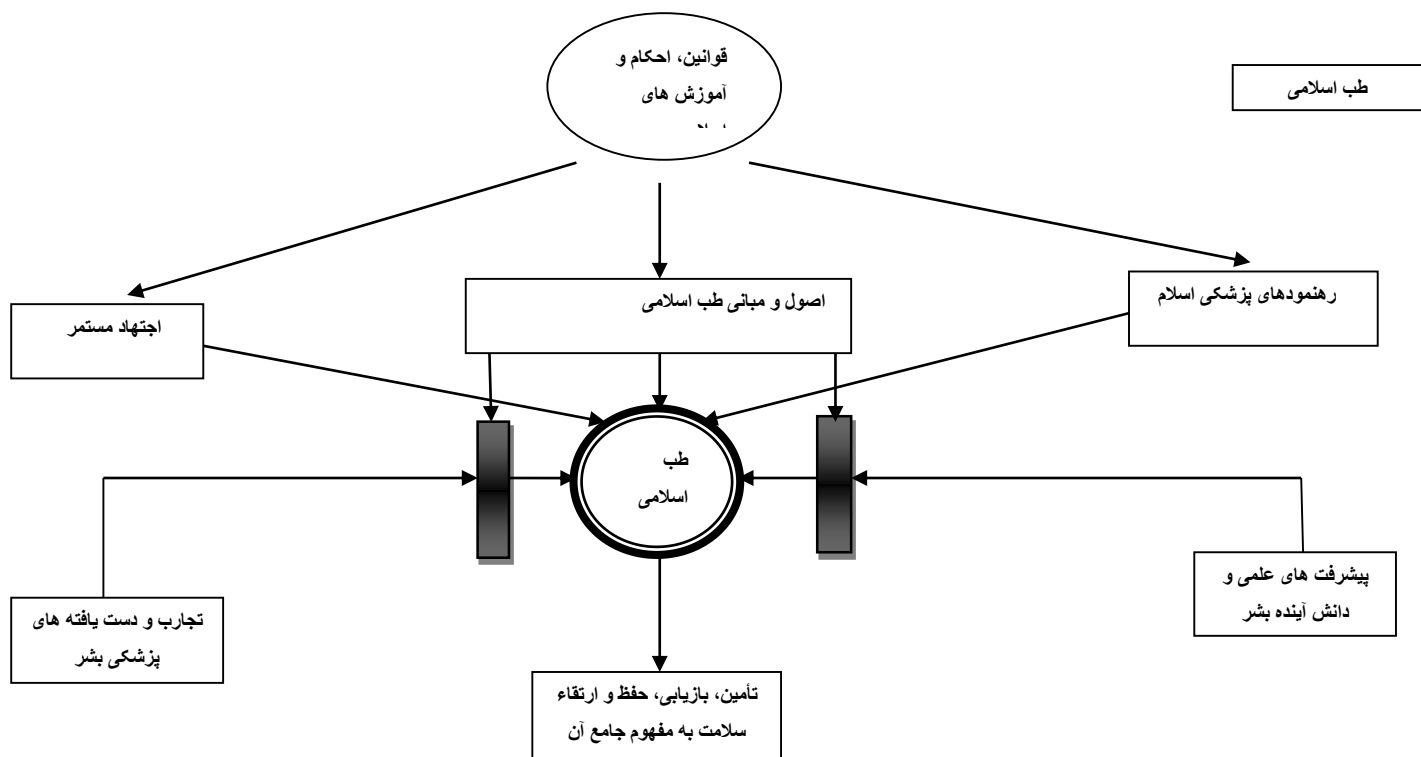 قوانین، احکام و
آموزش های
طب اسلامی
رهنمودهای پزشکی اسلام
اصول و مبانی طب اسلامی
اجتهاد مستمر
طب
اسلامی
پیشرفت های علمی و
دانش آینده بشر
تجارب و دست یافته های
پزشکی بشر
تأمین، بازیابی، حفظ و ارتقاء
سلامت به مفهوم جامع آن